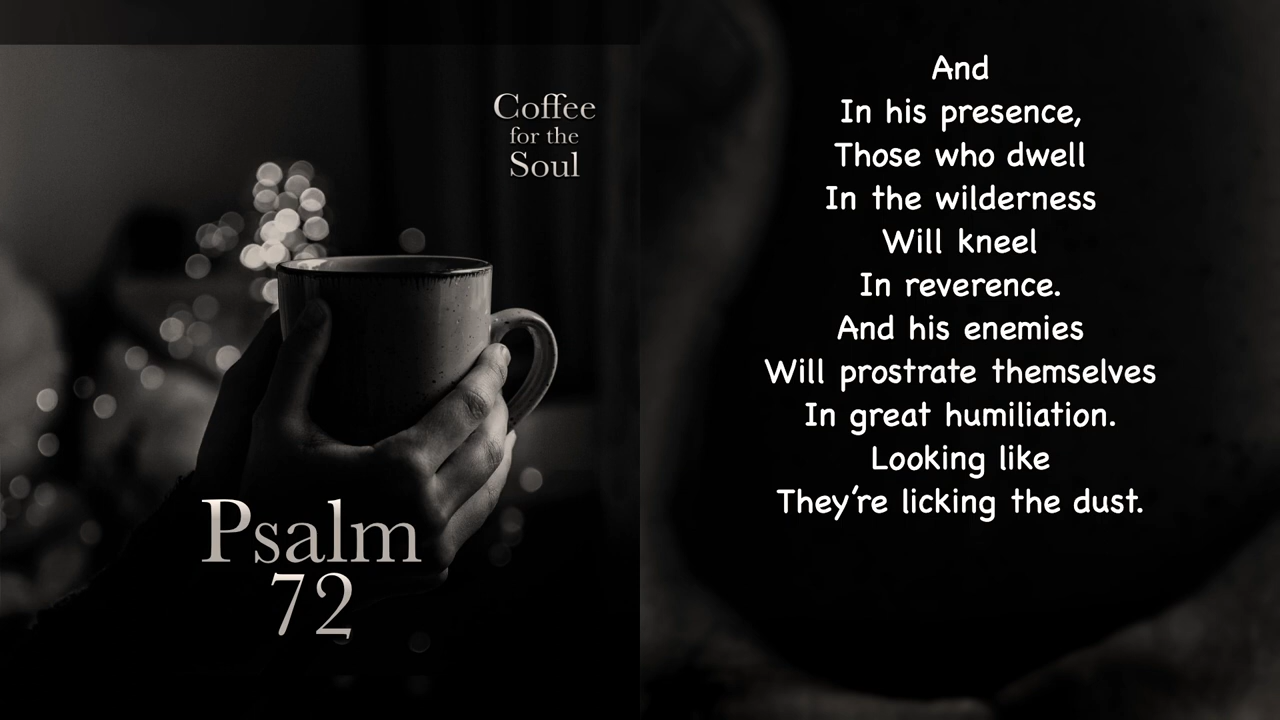 Coffee
for the
Soul
Psalm
72
And
In his presence,
Those who dwell
In the wilderness
Will kneel
In reverence.
And his enemies
Will prostrate themselves
In great humiliation.
Looking like
They're licking the dust.